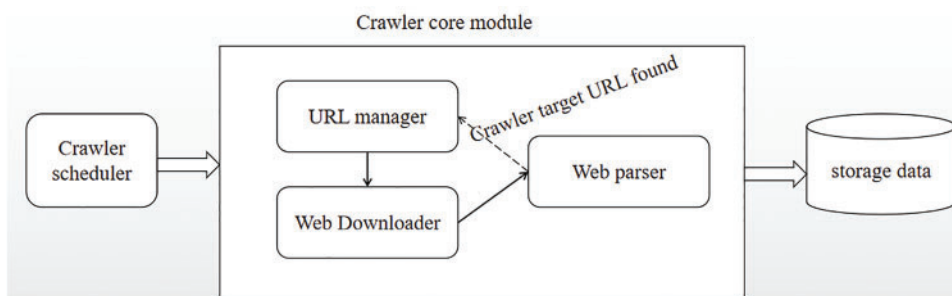 Crawler core module
URL manager
Crawler target URL found
Crawler
scheduler
Web parser
storage data
Web Downloader